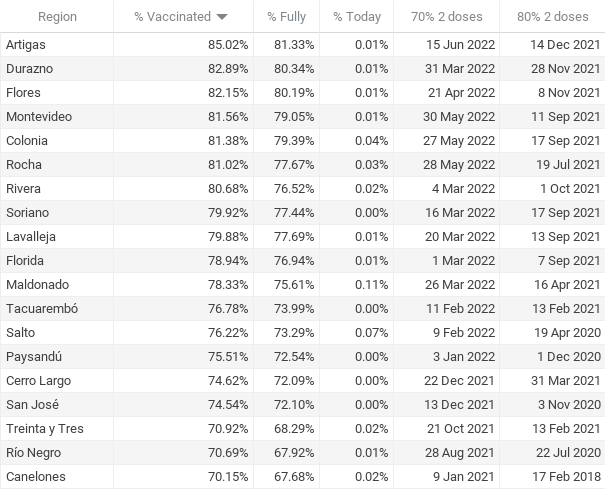 Region % Vaccinated % Fully % Today 70% 2 doses 80% 2 doses
Artigas 85.02% 81.33% 0.01% 15 Jun 2022 14 Dec 2021
Durazno 82.89% 80.34% 0.01% 31 Mar 2022 28 Nov 2021
Flores 82.15% 80.19% 0.01% 21 Apr 2022 8 Nov 2021
Montevideo 81.56% 79.05% 0.01% 30 May 2022 11 Sep 2021
Colonia 81.38% 79.39% 0.04% 27 May 2022 17 Sep 2021
Rocha 81.02% 77.67% 0.03% 28 May 2022 19 Jul 2021
Rivera 80.68% 76.52% 0.02% 4 Mar 2022 1 Oct 2021
Soriano 79.92% 77.44% 0.00% 16 Mar 2022 17 Sep 2021
Lavalleja 79.88% 77.69% 0.01% 20 Mar 2022 13 Sep 2021
Florida 78.94% 76.94% 0.01% 1 Mar 2022 7 Sep 2021
Maldonado 78.33% 75.61% 0.11% 26 Mar 2022 16 Apr 2021
Tacuarembó 76.78% 73.99% 0.00% 11 Feb 2022 13 Feb 2021
Salto 76.22% 73.29% 0.07% 9 Feb 2022 19 Apr 2020
Paysandú 75.51% 72.54% 0.00% 3 Jan 2022 1 Dec 2020
Cerro Largo 74.62% 72.09% 0.00% 22 Dec 2021 31 Mar 2021
San José 74.54% 72.10% 0.00% 13 Dec 2021 3 Nov 2020
Treinta y Tres 70.92% 68.29% 0.02% 21 Oct 2021 13 Feb 2021
Río Negro 70.69% 67.92% 0.01% 28 Aug 2021 22 Jul 2020
Canelones 70.15% 67.68% 0.02% 9 Jan 2021 17 Feb 2018